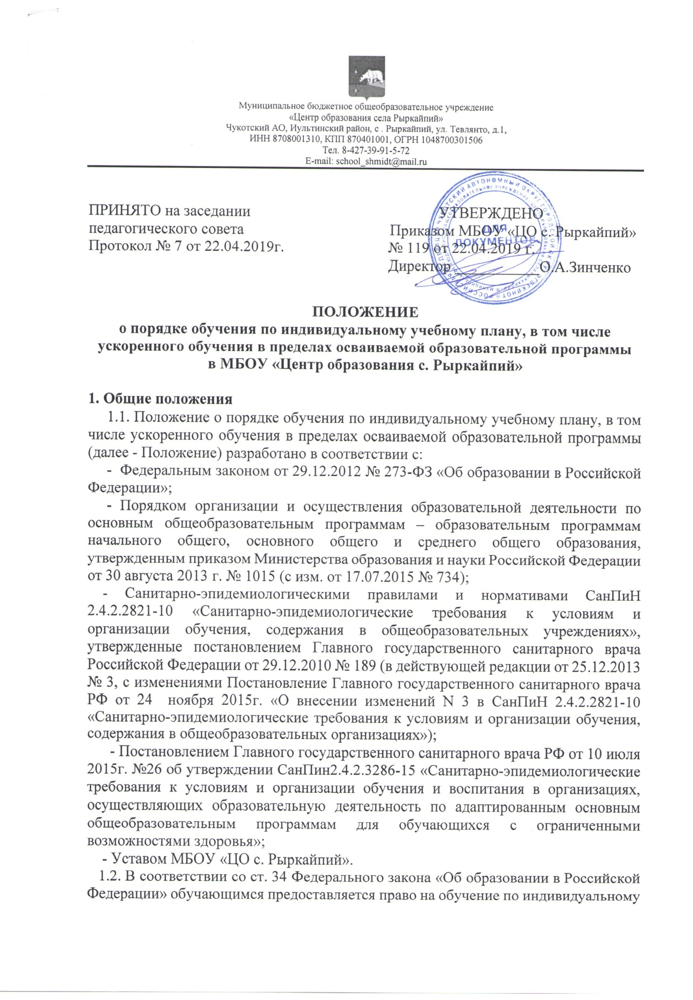 Муниципальное бюджетное общеобразовательное учреждение
«Центр образования села Рыркайпий»
Чукотский АО, Иультинский район, с . Рыркайпий, ул. Тевлянто, д.1,
ИНН 8708001310, КПП 870401001, ОГРН 1048700301506
Тел. 8-427-39-91-5-72
E-mail: school_shmidt@mail.ru
ПРИНЯТО на заседании
педагогического совета
Протокол № 7 от 22.04.2019г.
УТВЕРЖДЕНО
Приказом МБОУ «ЦО с. Рыркайпий»
№ 119 от 22.04.2019 г.
Директор ____________ О.А.Зинченко
ДЛЯ
ДОКУМЕНТОВ
РОССИЙСКАЯ ФЕДЕРАЦИЯ ЧУКОТСКИЙ АВТОНОМНЫЙ ОКРУГ ГОРОДСКОЙ ОКРУГ ЭГВЕКИНОТ
ПОЛОЖЕНИЕ
о порядке обучения по индивидуальному учебному плану, в том числе
ускоренного обучения в пределах осваиваемой образовательной программы
в МБОУ «Центр образования с. Рыркайпий»
1. Общие положения
1.1. Положение о порядке обучения по индивидуальному учебному плану, в том
числе ускоренного обучения в пределах осваиваемой образовательной программы
(далее - Положение) разработано в соответствии с:
- Федеральным законом от 29.12.2012 № 273-ФЗ «Об образовании в Российской
Федерации»;
- Порядком организации и осуществления образовательной деятельности по
основным общеобразовательным программам – образовательным программам
начального общего, основного общего и среднего общего образования,
утвержденным приказом Министерства образования и науки Российской Федерации
от 30 августа 2013 г. № 1015 (с изм. от 17.07.2015 № 734);
- Санитарно-эпидемиологическими правилами и нормативами СанПиН
2.4.2.2821-10 «Санитарно-эпидемиологические требования к условиям и
организации обучения, содержания в общеобразовательных учреждениях»,
утвержденные постановлением Главного государственного санитарного врача
Российской Федерации от 29.12.2010 № 189 (в действующей редакции от 25.12.2013
№ 3, с изменениями Постановление Главного государственного санитарного врача
РФ от 24 ноября 2015г. «О внесении изменений N 3 в СанПиН 2.4.2.2821-10
«Санитарно-эпидемиологические требования к условиям и организации обучения,
содержания в общеобразовательных организациях»);
- Постановлением Главного государственного санитарного врача РФ от 10 июля
2015г. №26 об утверждении СанПин2.4.2.3286-15 «Санитарно-эпидемиологические
требования к условиям и организации обучения и воспитания в организациях,
осуществляющих образовательную деятельность по адаптированным основным
общеобразовательным программам для обучающихся с ограниченными
возможностями здоровья»;
- Уставом МБОУ «ЦО с. Рыркайпий».
1.2. В соответствии со ст. 34 Федерального закона «Об образовании в Российской
Федерации» обучающимся предоставляется право на обучение по индивидуальному